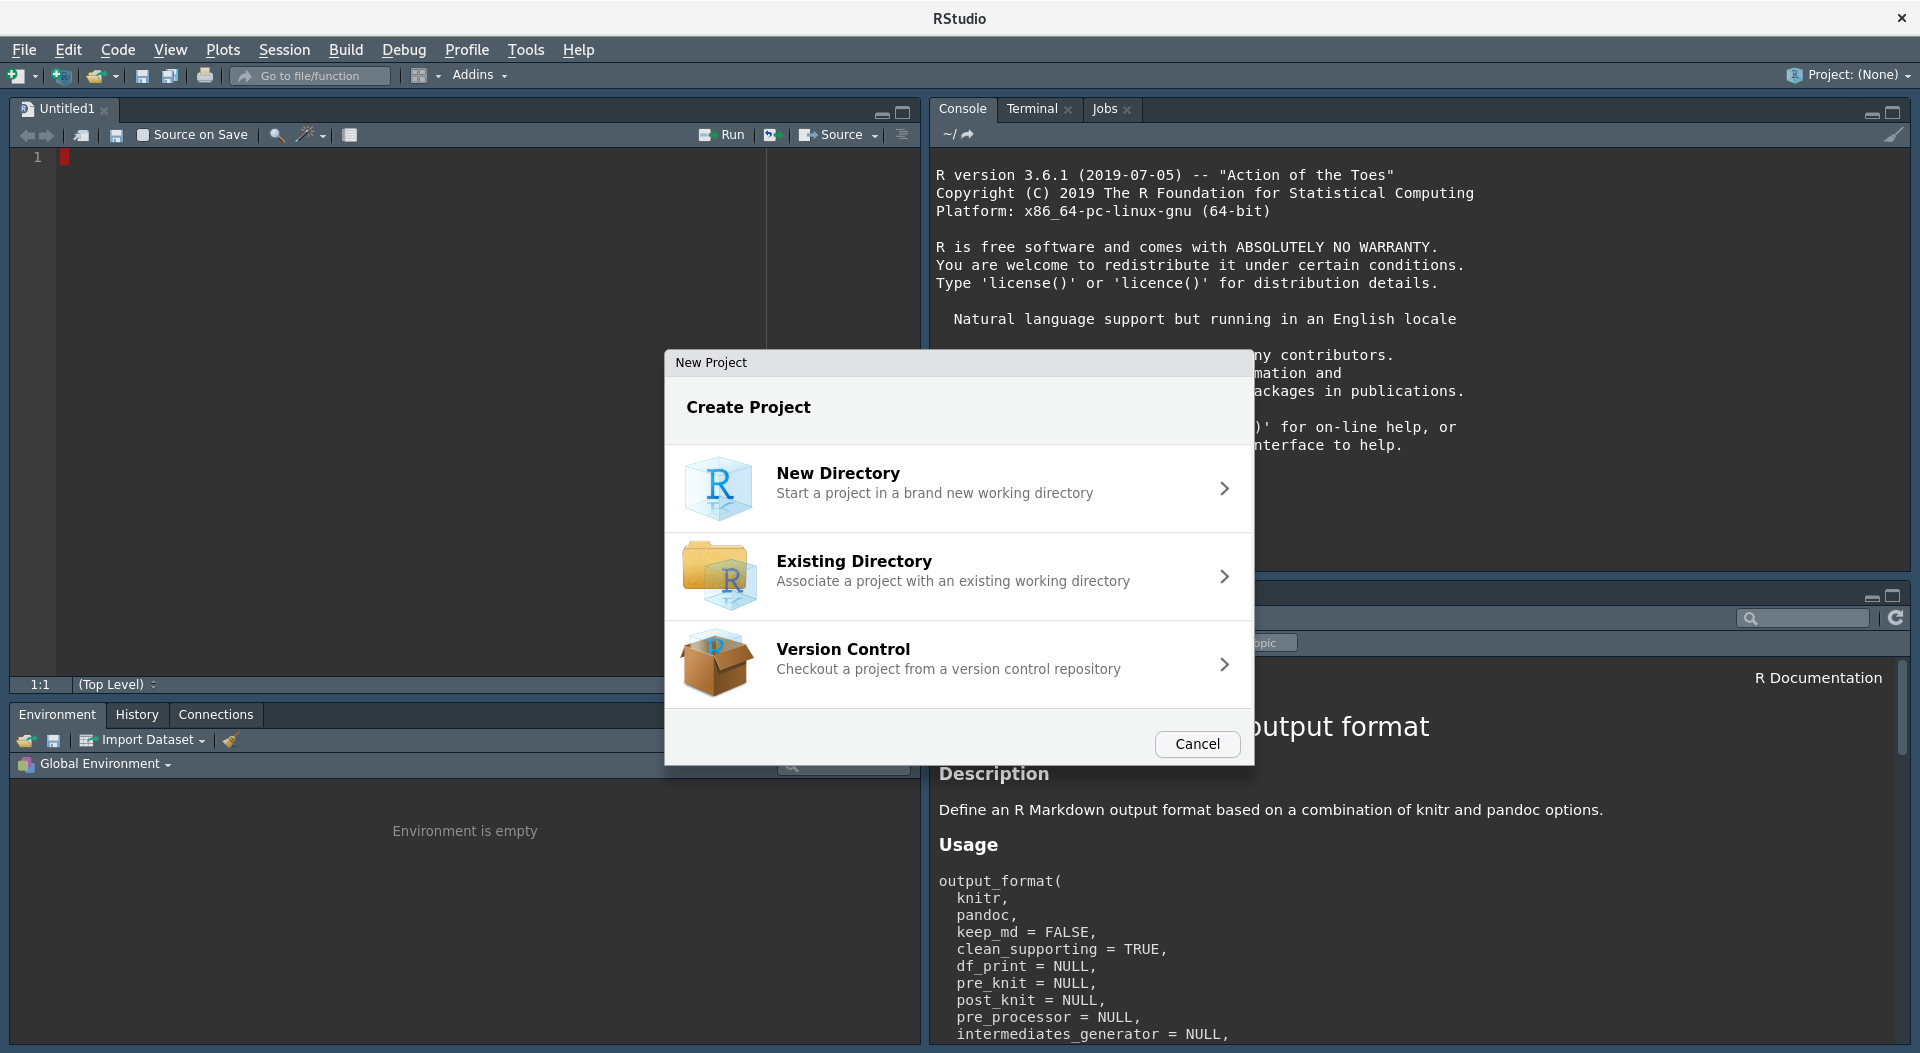 RStudio
File Edit Code View Plots Session Build Debug Profile Tools Help
Go to file/function Addins Project: (None)
Untitled1
Source on Save Run Source
1
1:1 (Top Level)
Environment History Connections
Import Dataset
Global Environment
Environment is empty
Console Terminal Jobs
~/
R version 3.6.1 (2019-07-05) -- "Action of the Toes"
Copyright (C) 2019 The R Foundation for Statistical Computing
Platform: x86_64-pc-linux-gnu (64-bit)
R is free software and comes with ABSOLUTELY NO WARRANTY.
You are welcome to redistribute it under certain conditions.
Type 'license()' or 'licence()' for distribution details.
Natural language support but running in an English locale
ny contributors.
mation and
ackages in publications.
)' for on-line help, or
nterface to help.
New Project
Create Project
New Directory
Start a project in a brand new working directory
Existing Directory
Associate a project with an existing working directory
Version Control
Checkout a project from a version control repository
Cancel
opic
R Documentation
output format
Description
Define an R Markdown output format based on a combination of knitr and pandoc options.
Usage
output_format(
knitr,
pandoc,
keep_md = FALSE,
clean_supporting = TRUE,
df_print = NULL,
pre_knit = NULL,
post_knit = NULL,
pre_processor = NULL,
intermediates_generator = NULL,